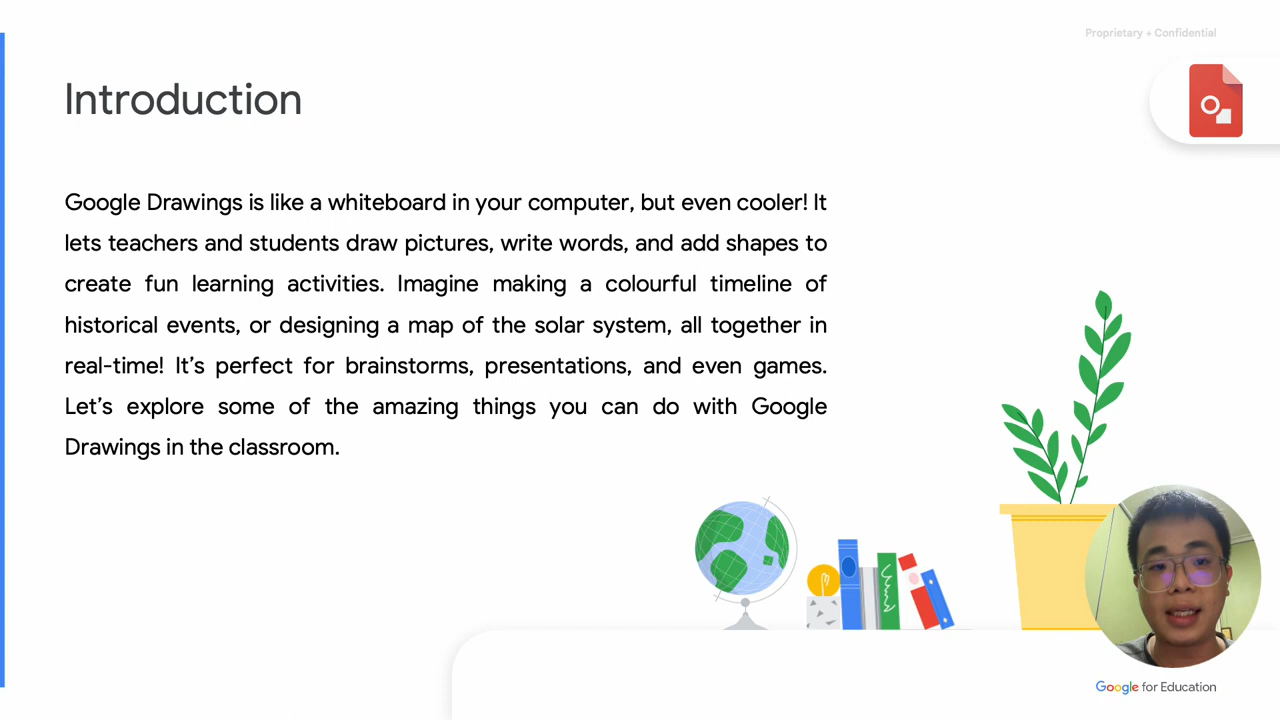 Proprietary + Confidential
Introduction
Google Drawings is like a whiteboard in your computer, but even cooler! It
lets teachers and students draw pictures, write words, and add shapes to
create fun learning activities. Imagine making a colourful timeline of
historical events, or designing a map of the solar system, all together in
real-time! It’s perfect for brainstorms, presentations, and even games.
Let’s explore some of the amazing things you can do with Google
Drawings in the classroom.
Google for Education